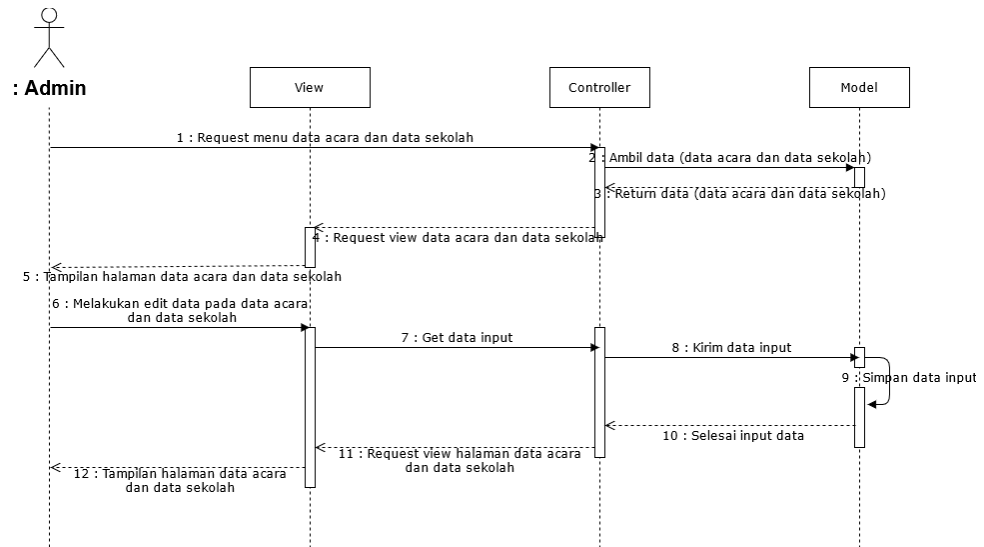 : Admin
View
Controller
Model
1 : Request menu data acara dan data sekolah
2 : Ambil data (data acara dan data sekolah)
3 : Return data (data acara dan data sekolah)
4 : Request view data acara dan data sekolah
5 : Tampilan halaman data acara dan data sekolah
6 : Melakukan edit data pada data acara
dan data sekolah
7 : Get data input
8 : Kirim data input
9 : Simpan data input
10 : Selesai input data
11 : Request view halaman data acara
dan data sekolah
12 : Tampilan halaman data acara
dan data sekolah